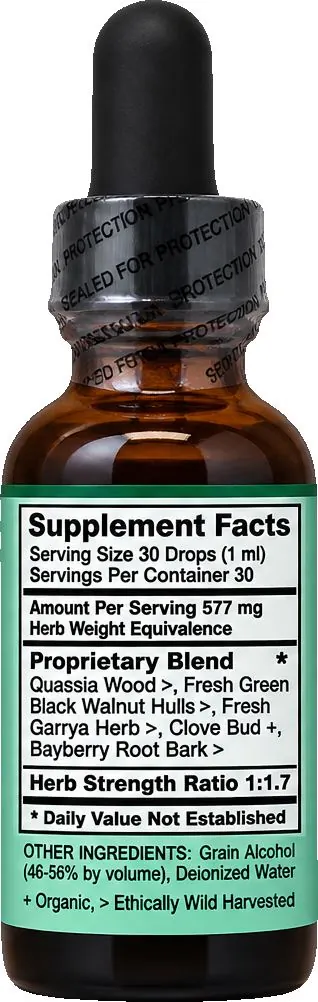 PROTECTION
SEALED FOR PROTECTION
PROTECTION
Supplement Facts
Serving Size 30 Drops (1 ml)
Servings Per Container 30
Amount Per Serving 577 mg
Herb Weight Equivalence
Proprietary Blend *
Quassia Wood >, Fresh Green
Black Walnut Hulls >, Fresh
Garrya Herb >, Clove Bud +,
Bayberry Root Bark >
Herb Strength Ratio 1:1.7
* Daily Value Not Established
OTHER INGREDIENTS: Grain Alcohol
(46-56% by volume), Deionized Water
+ Organic, > Ethically Wild Harvested